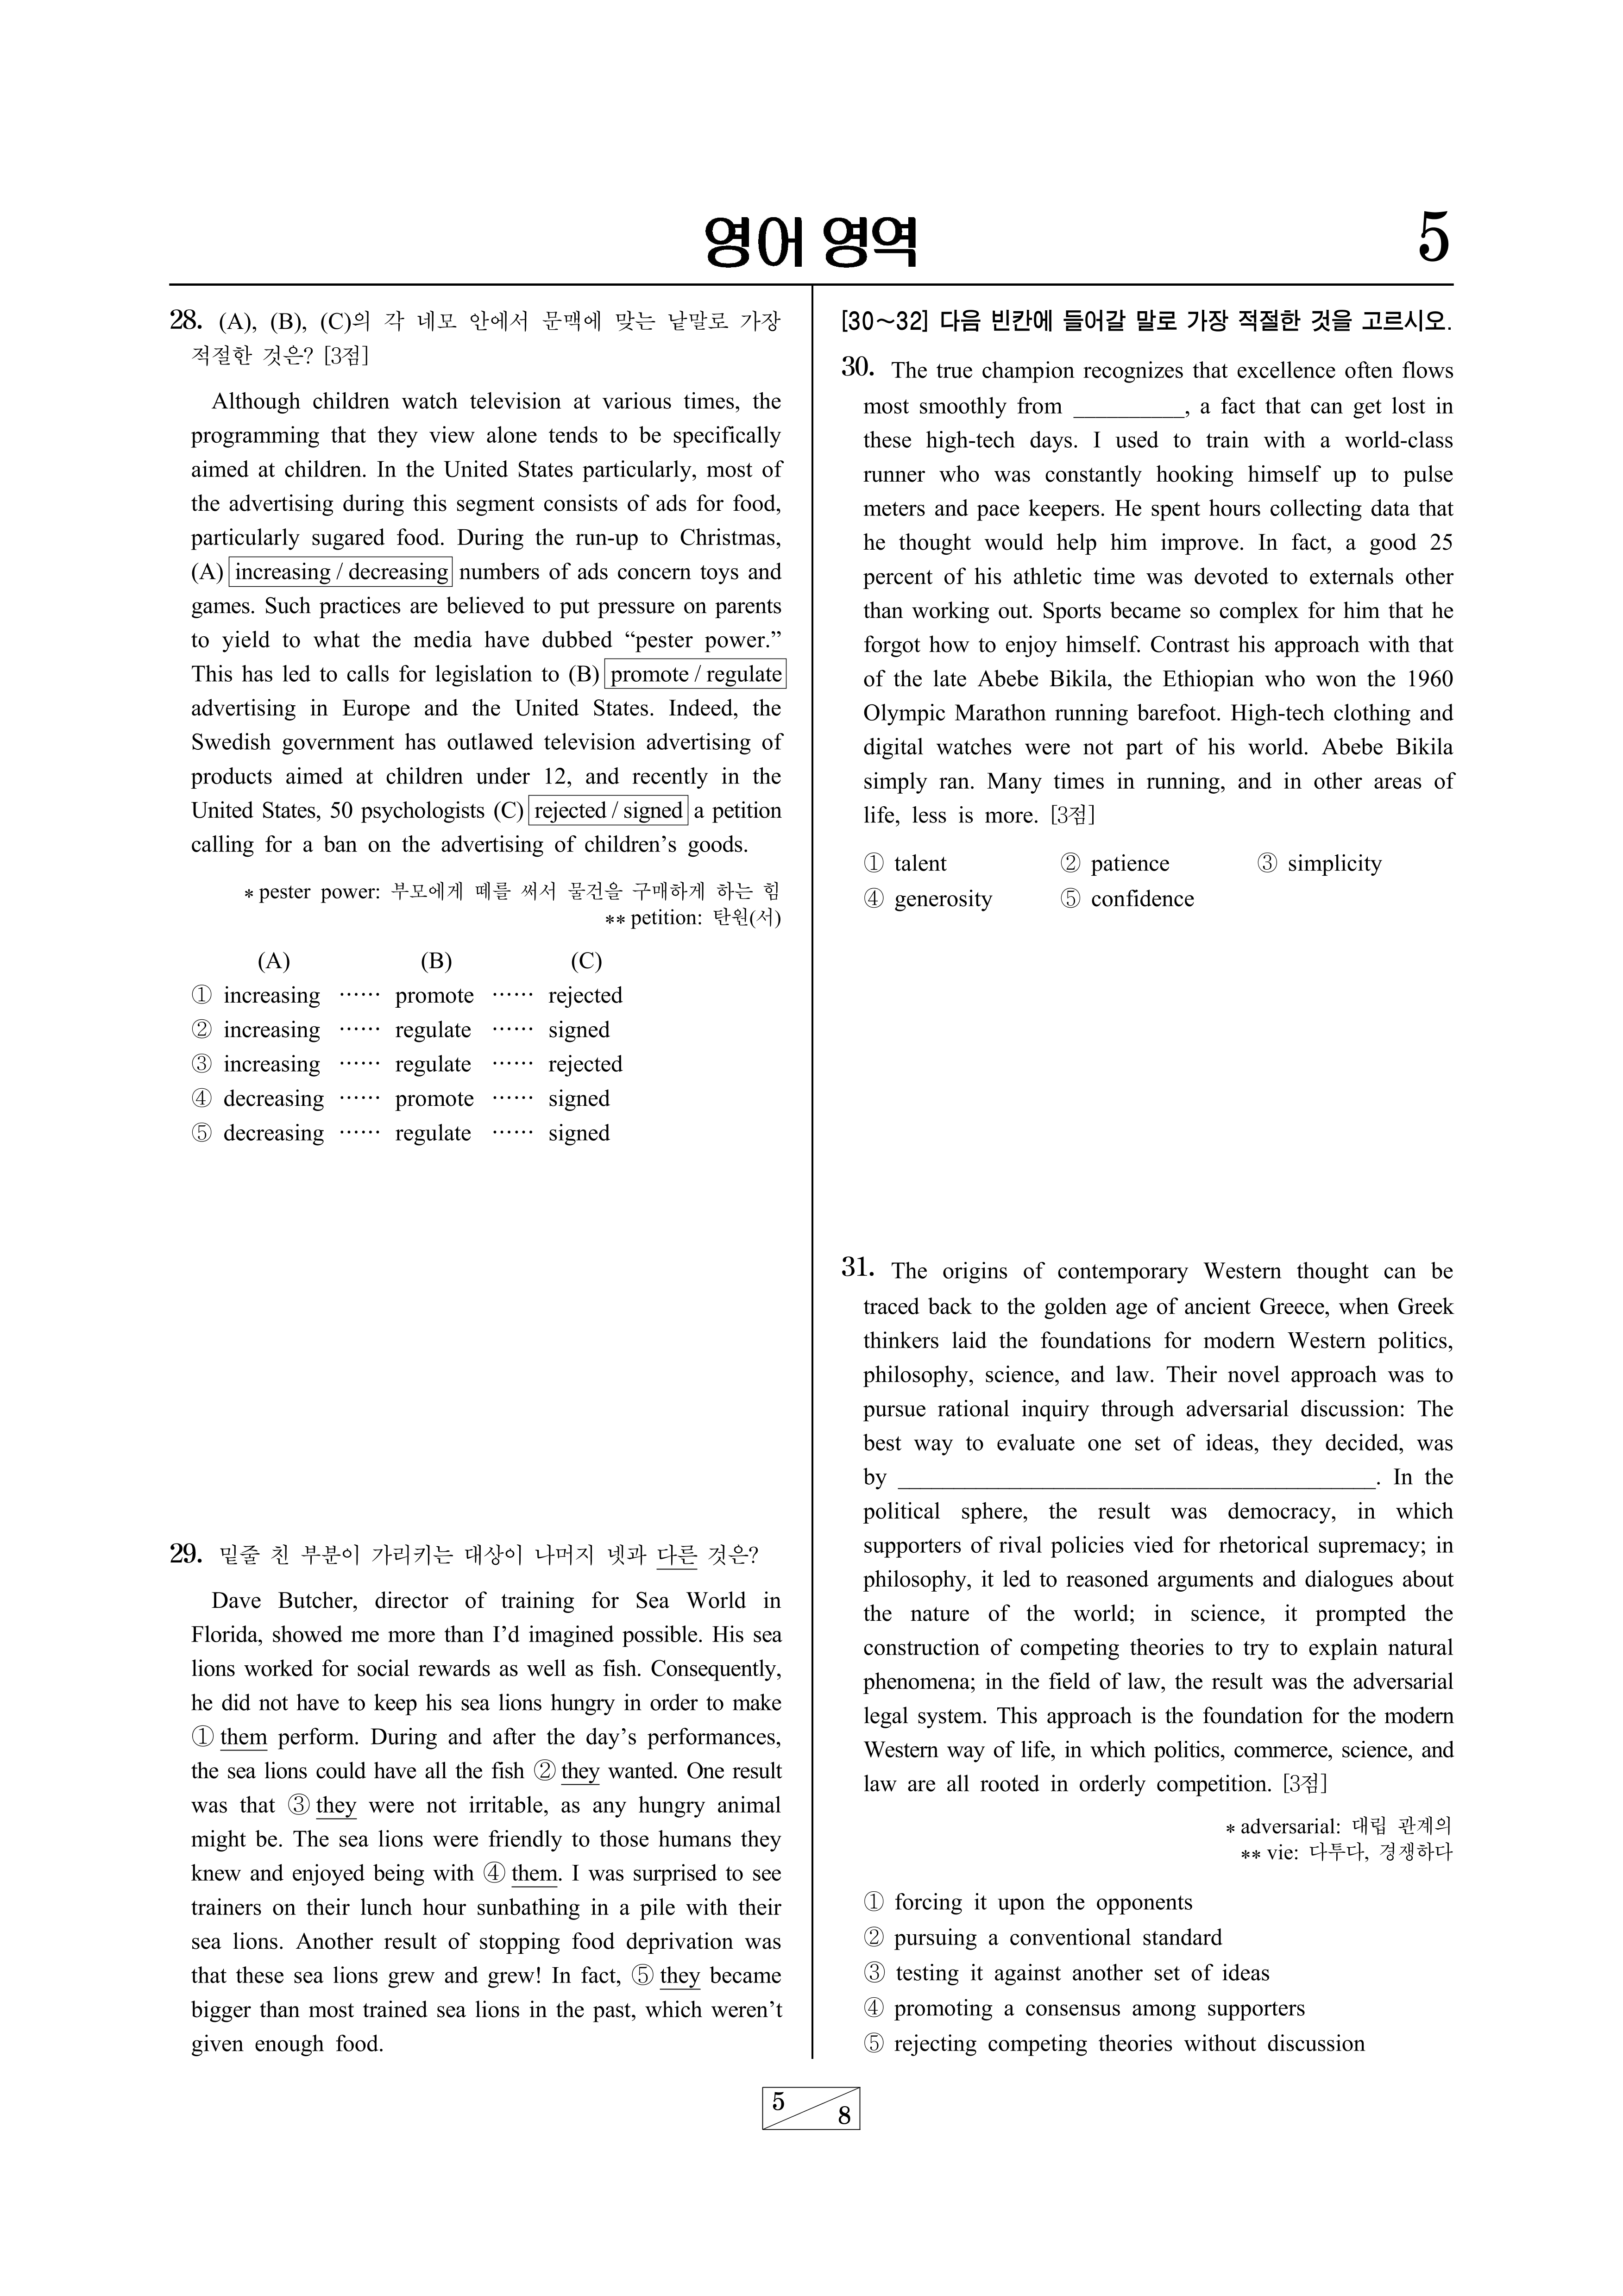 영어 영역
5
28. (A), (B), (C)의 각 네모 안에서 문맥에 맞는 낱말로 가장
적절한 것은? [3점]
Although children watch television at various times, the
programming that they view alone tends to be specifically
aimed at children. In the United States particularly, most of
the advertising during this segment consists of ads for food,
particularly sugared food. During the run-up to Christmas,
(A) increasing / decreasing numbers of ads concern toys and
games. Such practices are believed to put pressure on parents
to yield to what the media have dubbed “pester power.”
This has led to calls for legislation to (B) promote / regulate
advertising in Europe and the United States. Indeed, the
Swedish government has outlawed television advertising of
products aimed at children under 12, and recently in the
United States, 50 psychologists (C) rejected / signed a petition
calling for a ban on the advertising of children’s goods.
* pester power: 부모에게 떼를 써서 물건을 구매하게 하는 힘
** petition: 탄원(서)
(A) (B) (C)
① increasing ⋯⋯ promote ⋯⋯ rejected
② increasing ⋯⋯ regulate ⋯⋯ signed
③ increasing ⋯⋯ regulate ⋯⋯ rejected
④ decreasing ⋯⋯ promote ⋯⋯ signed
⑤ decreasing ⋯⋯ regulate ⋯⋯ signed
29. 밑줄 친 부분이 가리키는 대상이 나머지 넷과 다른 것은?
Dave Butcher, director of training for Sea World in
Florida, showed me more than I’d imagined possible. His sea
lions worked for social rewards as well as fish. Consequently,
he did not have to keep his sea lions hungry in order to make
① them perform. During and after the day’s performances,
the sea lions could have all the fish ② they wanted. One result
was that ③ they were not irritable, as any hungry animal
might be. The sea lions were friendly to those humans they
knew and enjoyed being with ④ them. I was surprised to see
trainers on their lunch hour sunbathing in a pile with their
sea lions. Another result of stopping food deprivation was
that these sea lions grew and grew! In fact, ⑤ they became
bigger than most trained sea lions in the past, which weren’t
given enough food.
[30～32] 다음 빈칸에 들어갈 말로 가장 적절한 것을 고르시오.
30. The true champion recognizes that excellence often flows
most smoothly from _________, a fact that can get lost in
these high-tech days. I used to train with a world-class
runner who was constantly hooking himself up to pulse
meters and pace keepers. He spent hours collecting data that
he thought would help him improve. In fact, a good 25
percent of his athletic time was devoted to externals other
than working out. Sports became so complex for him that he
forgot how to enjoy himself. Contrast his approach with that
of the late Abebe Bikila, the Ethiopian who won the 1960
Olympic Marathon running barefoot. High-tech clothing and
digital watches were not part of his world. Abebe Bikila
simply ran. Many times in running, and in other areas of
life, less is more. [3점]
① talent ② patience ③ simplicity
④ generosity ⑤ confidence
31. The origins of contemporary Western thought can be
traced back to the golden age of ancient Greece, when Greek
thinkers laid the foundations for modern Western politics,
philosophy, science, and law. Their novel approach was to
pursue rational inquiry through adversarial discussion: The
best way to evaluate one set of ideas, they decided, was
by ________________________________________. In the
political sphere, the result was democracy, in which
supporters of rival policies vied for rhetorical supremacy; in
philosophy, it led to reasoned arguments and dialogues about
the nature of the world; in science, it prompted the
construction of competing theories to try to explain natural
phenomena; in the field of law, the result was the adversarial
legal system. This approach is the foundation for the modern
Western way of life, in which politics, commerce, science, and
law are all rooted in orderly competition. [3점]
* adversarial: 대립 관계의
** vie: 다투다, 경쟁하다
① forcing it upon the opponents
② pursuing a conventional standard
③ testing it against another set of ideas
④ promoting a consensus among supporters
⑤ rejecting competing theories without discussion
5
8